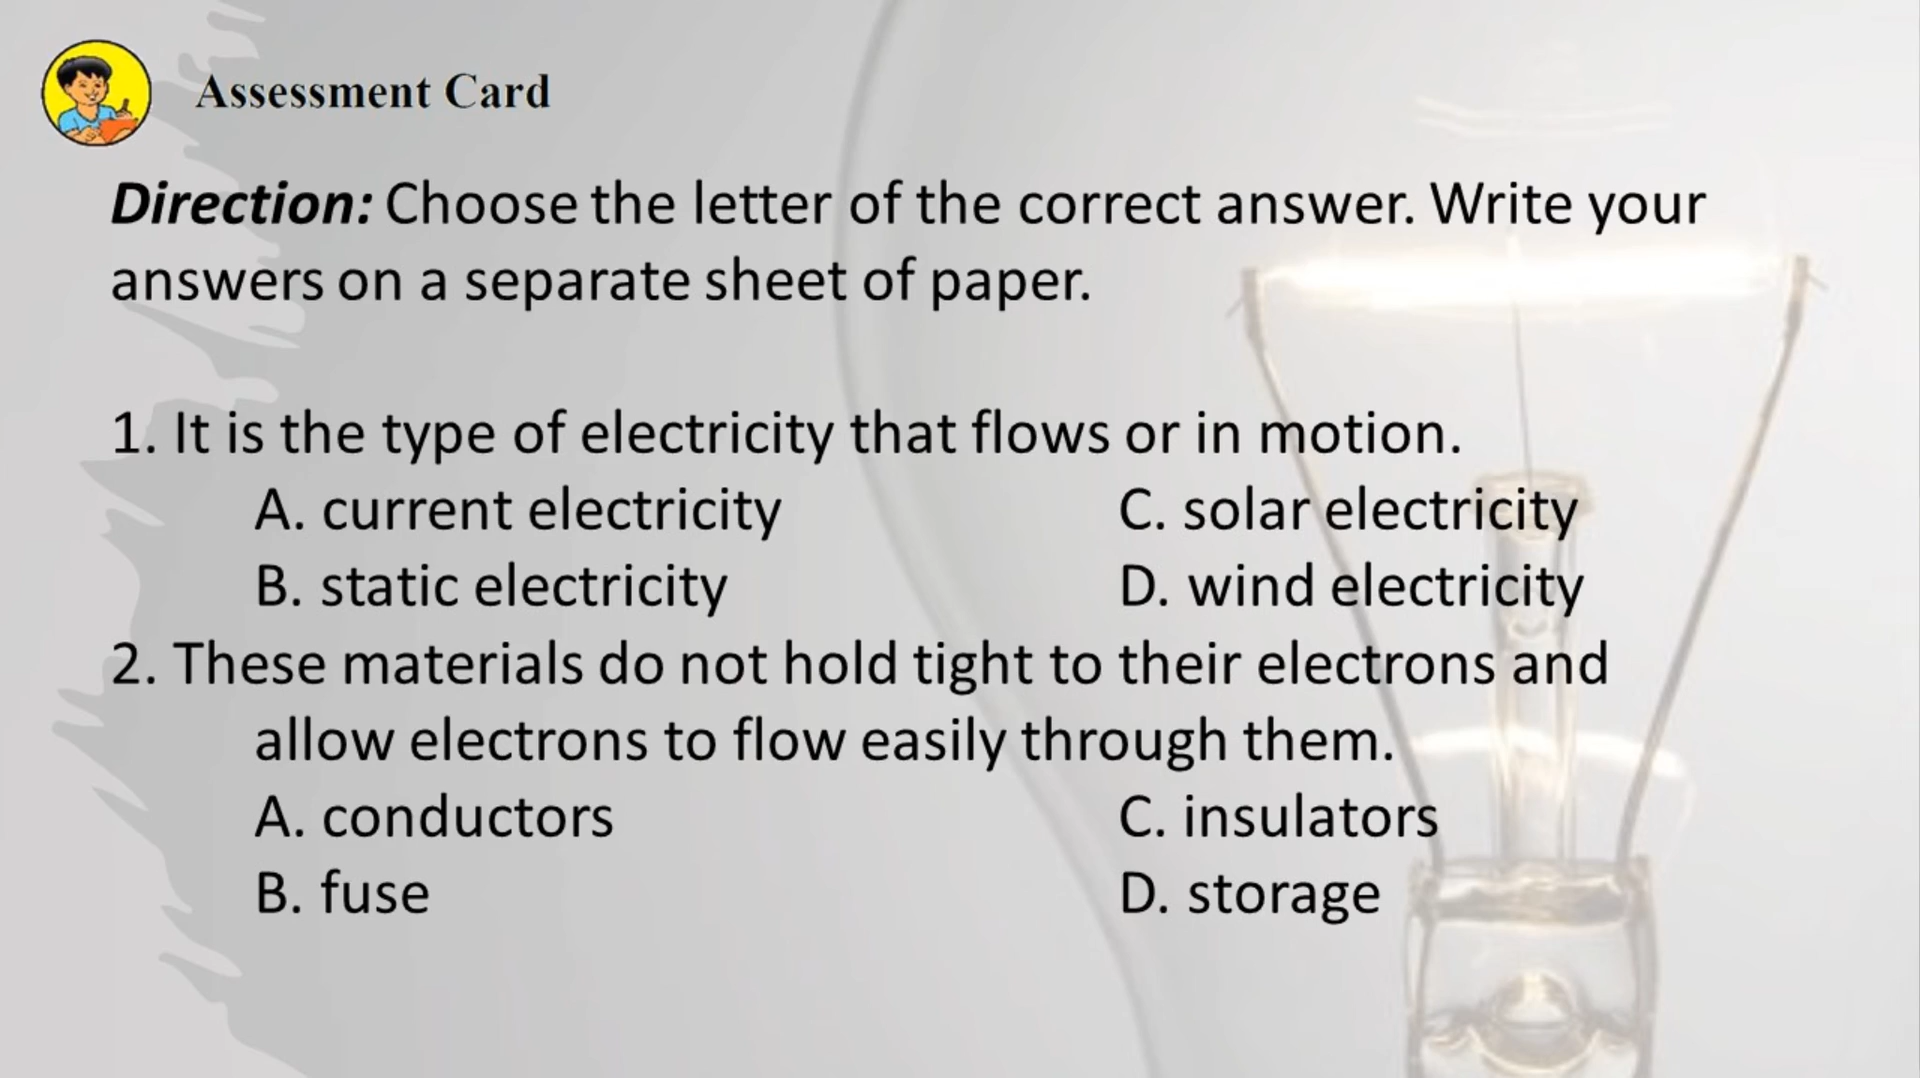 Assessment Card
Direction: Choose the letter of the correct answer. Write your
answers on a separate sheet of paper.
1. It is the type of electricity that flows or in motion.
A. current electricity C. solar electricity
B. static electricity D. wind electricity
2. These materials do not hold tight to their electrons and
allow electrons to flow easily through them.
A. conductors C. insulators
B. fuse D. storage